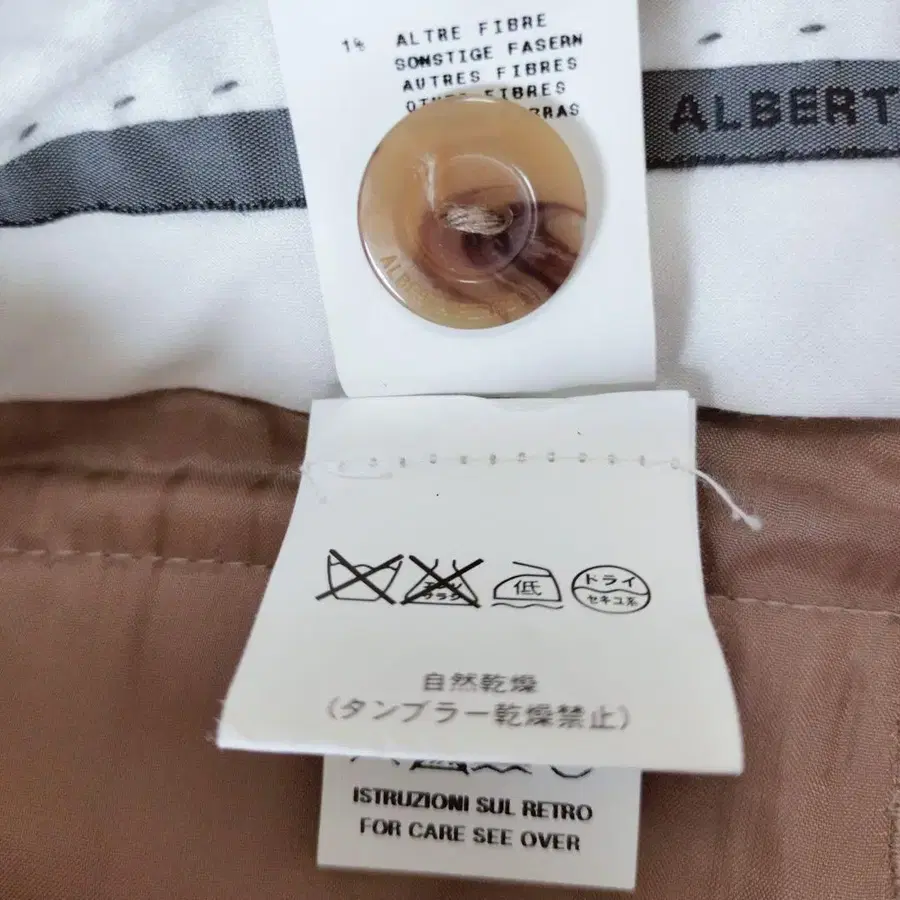 1% ALTRE FIBRE
SONSTIGE FASERN
AUTRES FIBRES
FIBRES
ALBERT
低
ドライ
セキユ系
自然乾燥
(タンブラー乾燥禁止)
ISTRUZIONI SUL RETRO
FOR CARE SEE OVER